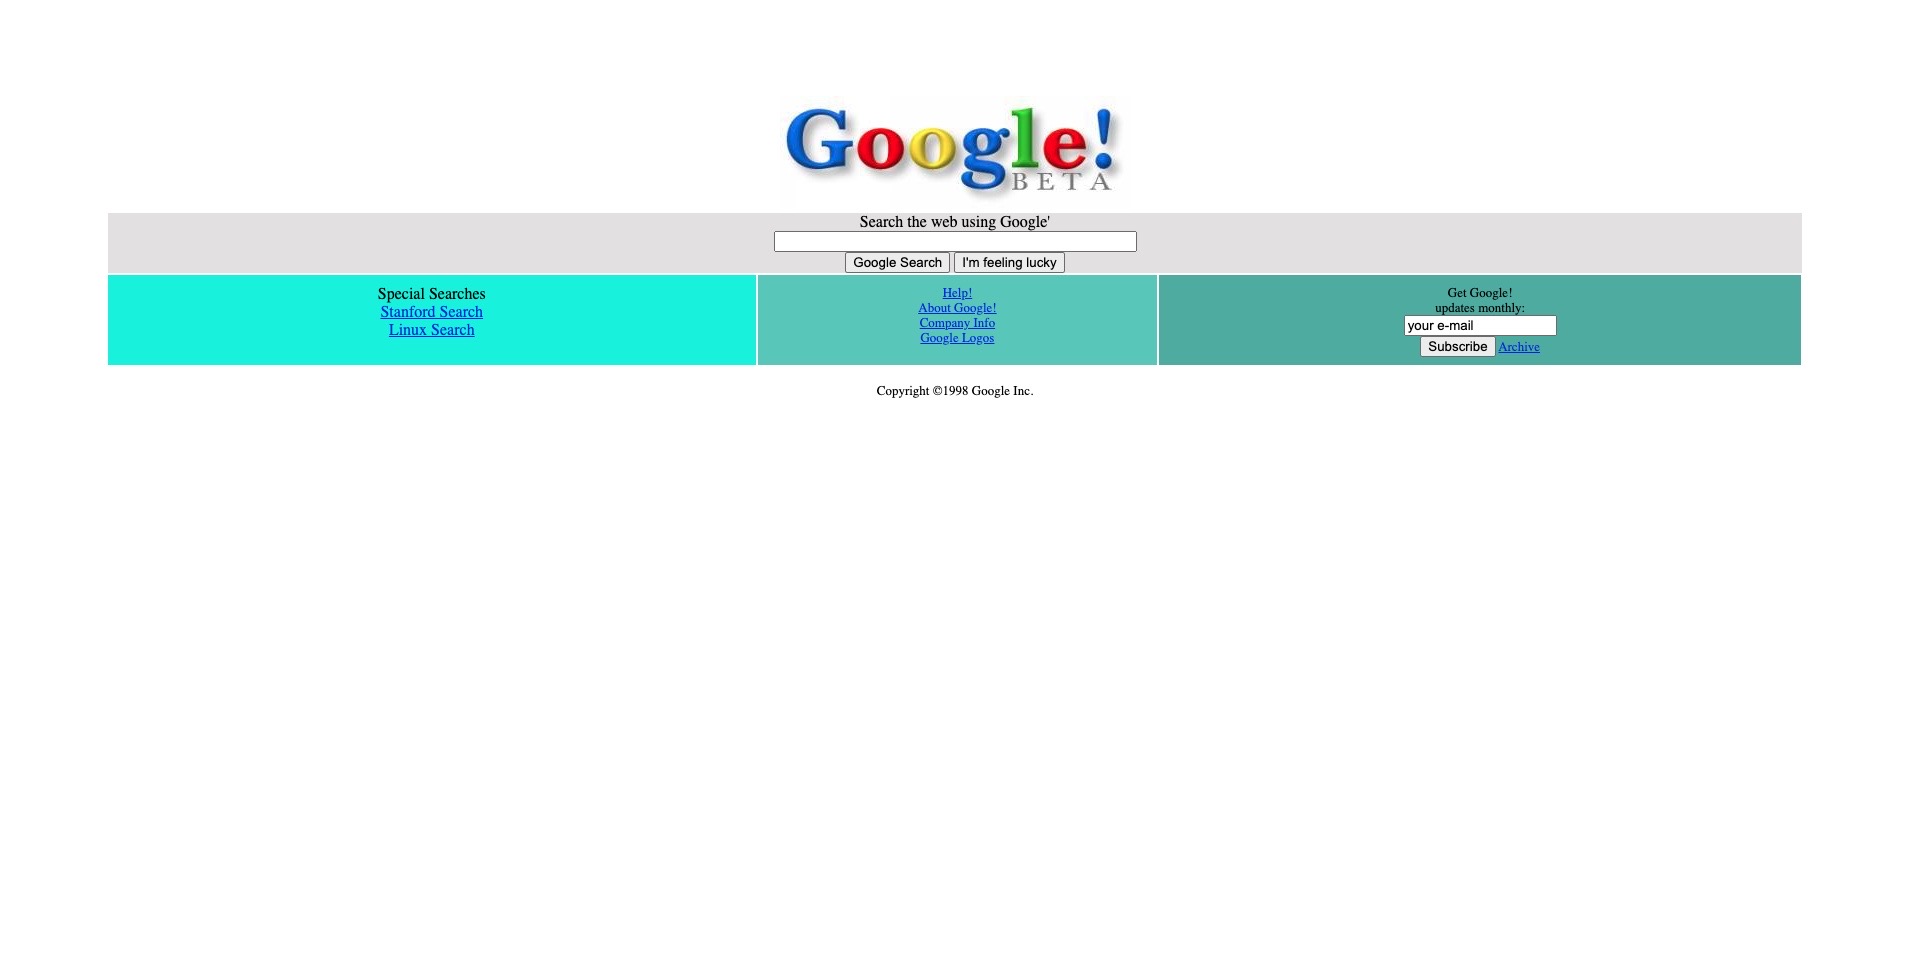 Google!
BETA
Search the web using Google'
Google Search I'm feeling lucky
Special Searches
Stanford Search
Linux Search
Help!
About Google!
Company Info
Google Logos
Get Google!
updates monthly:
your e-mail
Subscribe Archive
Copyright ©1998 Google Inc.